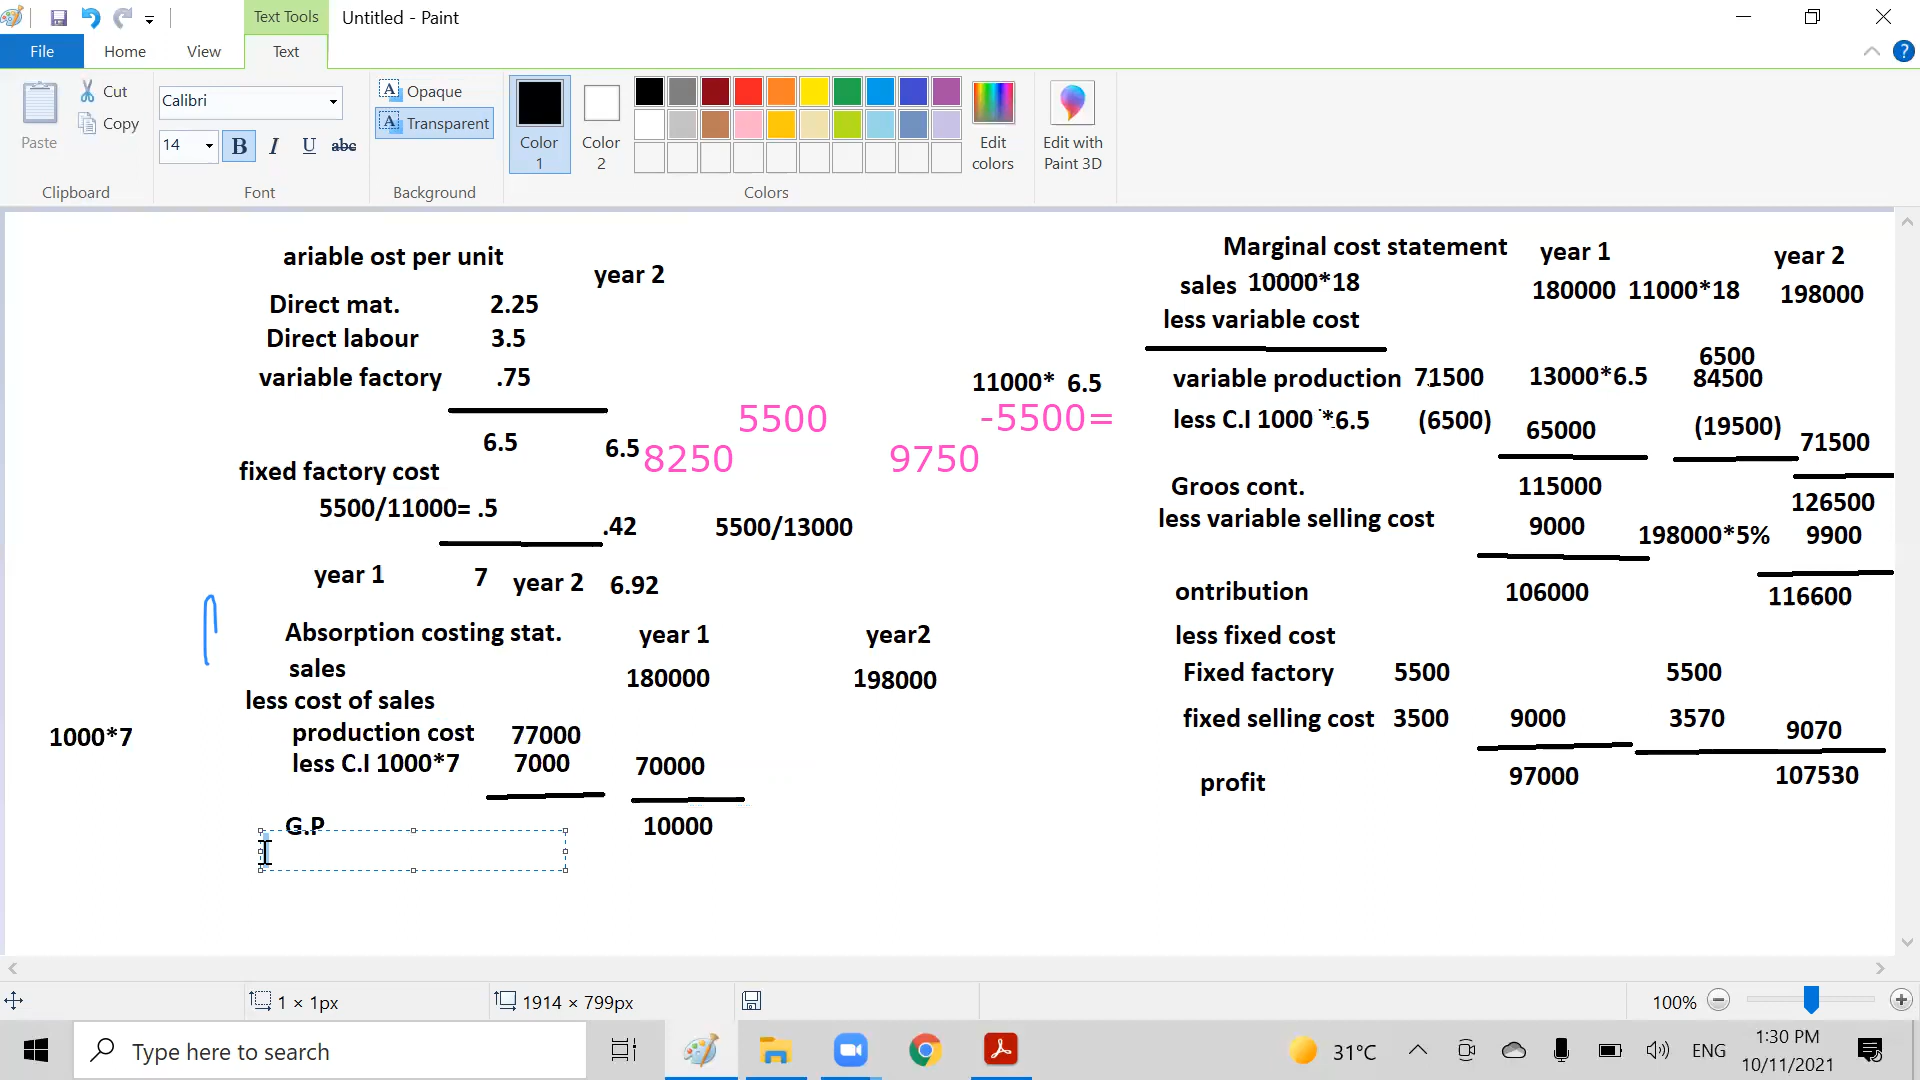 Text Tools
Untitled - Paint
File
Home
View
Text
Paste
Cut
Copy
Clipboard
Calibri
14
B I U abc
Font
Opaque
Transparent
Background
Color 1
Color 2
Edit colors
Colors
Edit with Paint 3D
ariable ost per unit
year 2
Direct mat. 2.25
Direct labour 3.5
variable factory .75
6.5 6.5
fixed factory cost
5500/11000= .5
.42 5500/13000
year 1 7 year 2 6.92
11000* 6.5
5500 -5500=
8250 9750
Absorption costing stat. year 1 year2
sales 180000 198000
less cost of sales
production cost 77000
1000*7
less C.I 1000*7 7000 70000
G.P 10000
Marginal cost statement year 1 year 2
sales 10000*18 180000 11000*18 198000
less variable cost
6500
variable production 71500 13000*6.5 84500
less C.I 1000 *6.5 (6500) 65000 (19500) 71500
Groos cont. 115000 126500
less variable selling cost 9000 198000*5% 9900
ontribution 106000 116600
less fixed cost
Fixed factory 5500 5500
fixed selling cost 3500 9000 3570 9070
profit 97000 107530
1 × 1px
1914 × 799px
100%
Type here to search
31°C
ENG
1:30 PM
10/11/2021